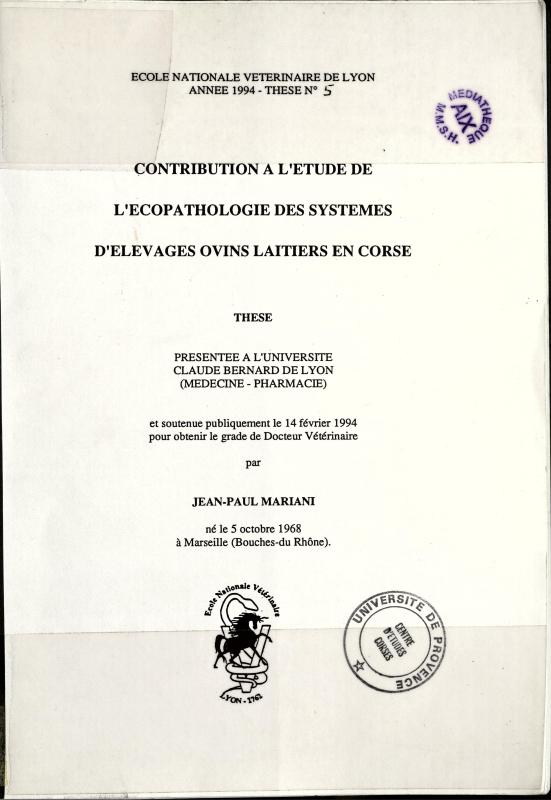 ECOLE NATIONALE VETERINAIRE DE LYON
ANNEE 1994 - THESE N° 5
MEDIATHEQUE
AIX
M.M.S.H.
CONTRIBUTION A L'ETUDE DE
L'ECOPATHOLOGIE DES SYSTEMES
D'ELEVAGES OVINS LAITIERS EN CORSE
THESE
PRESENTEE A L'UNIVERSITE
CLAUDE BERNARD DE LYON
(MEDECINE - PHARMACIE)
et soutenue publiquement le 14 février 1994
pour obtenir le grade de Docteur Vétérinaire
par
JEAN-PAUL MARIANI
né le 5 octobre 1968
à Marseille (Bouches-du Rhône).
Ecole Nationale Vétérinaire
LYON-1762
UNIVERSITE DE PROVENCE
CENTRE
D'ETUDES
CORSES